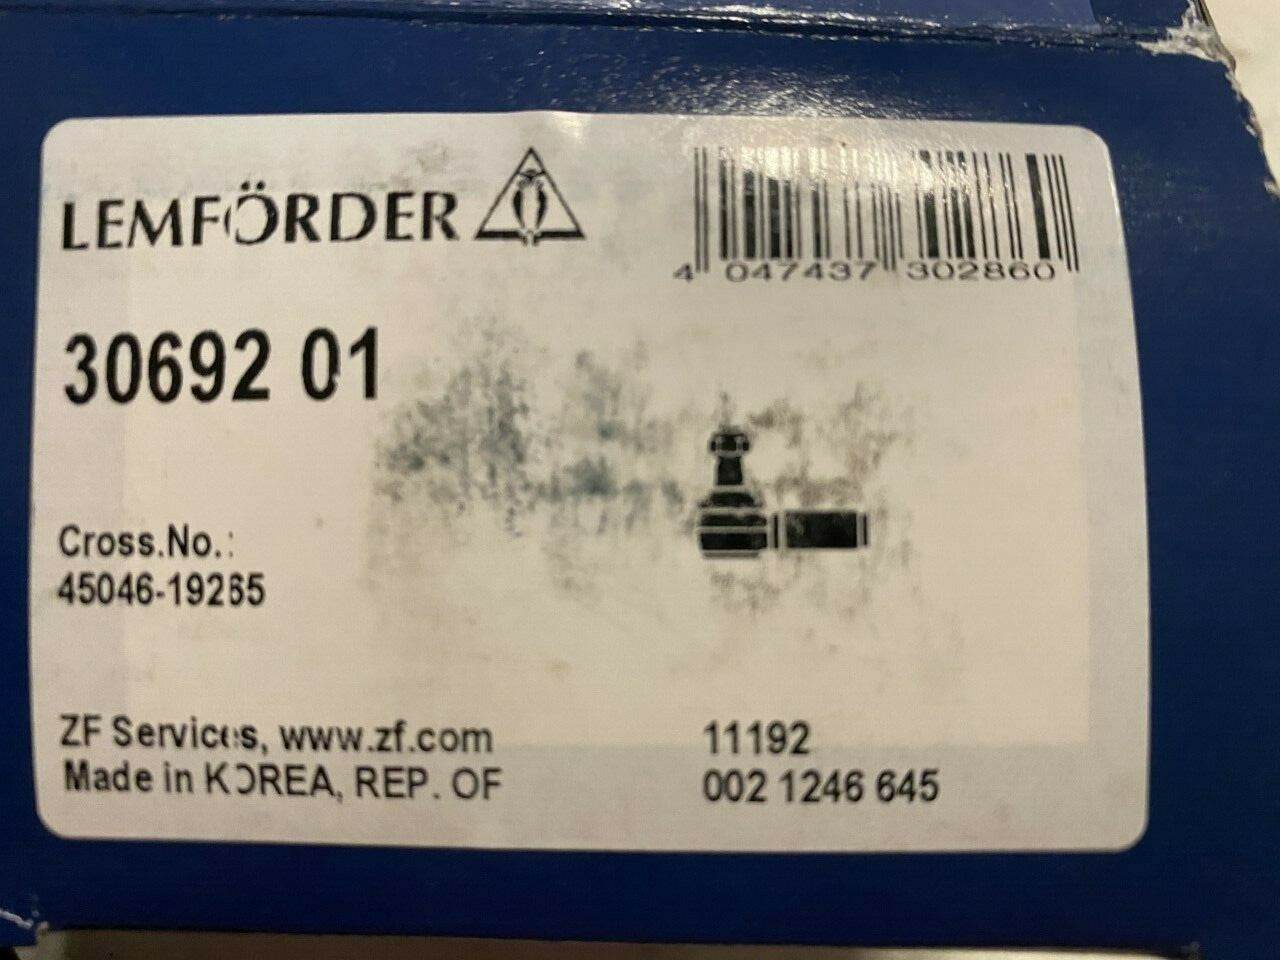 LEMFÖRDER
4 047437 302860
30692 01
Cross.No.:
45046-19265
ZF Services, www.zf.com
Made in KOREA, REP. OF
11192
002 1246 645